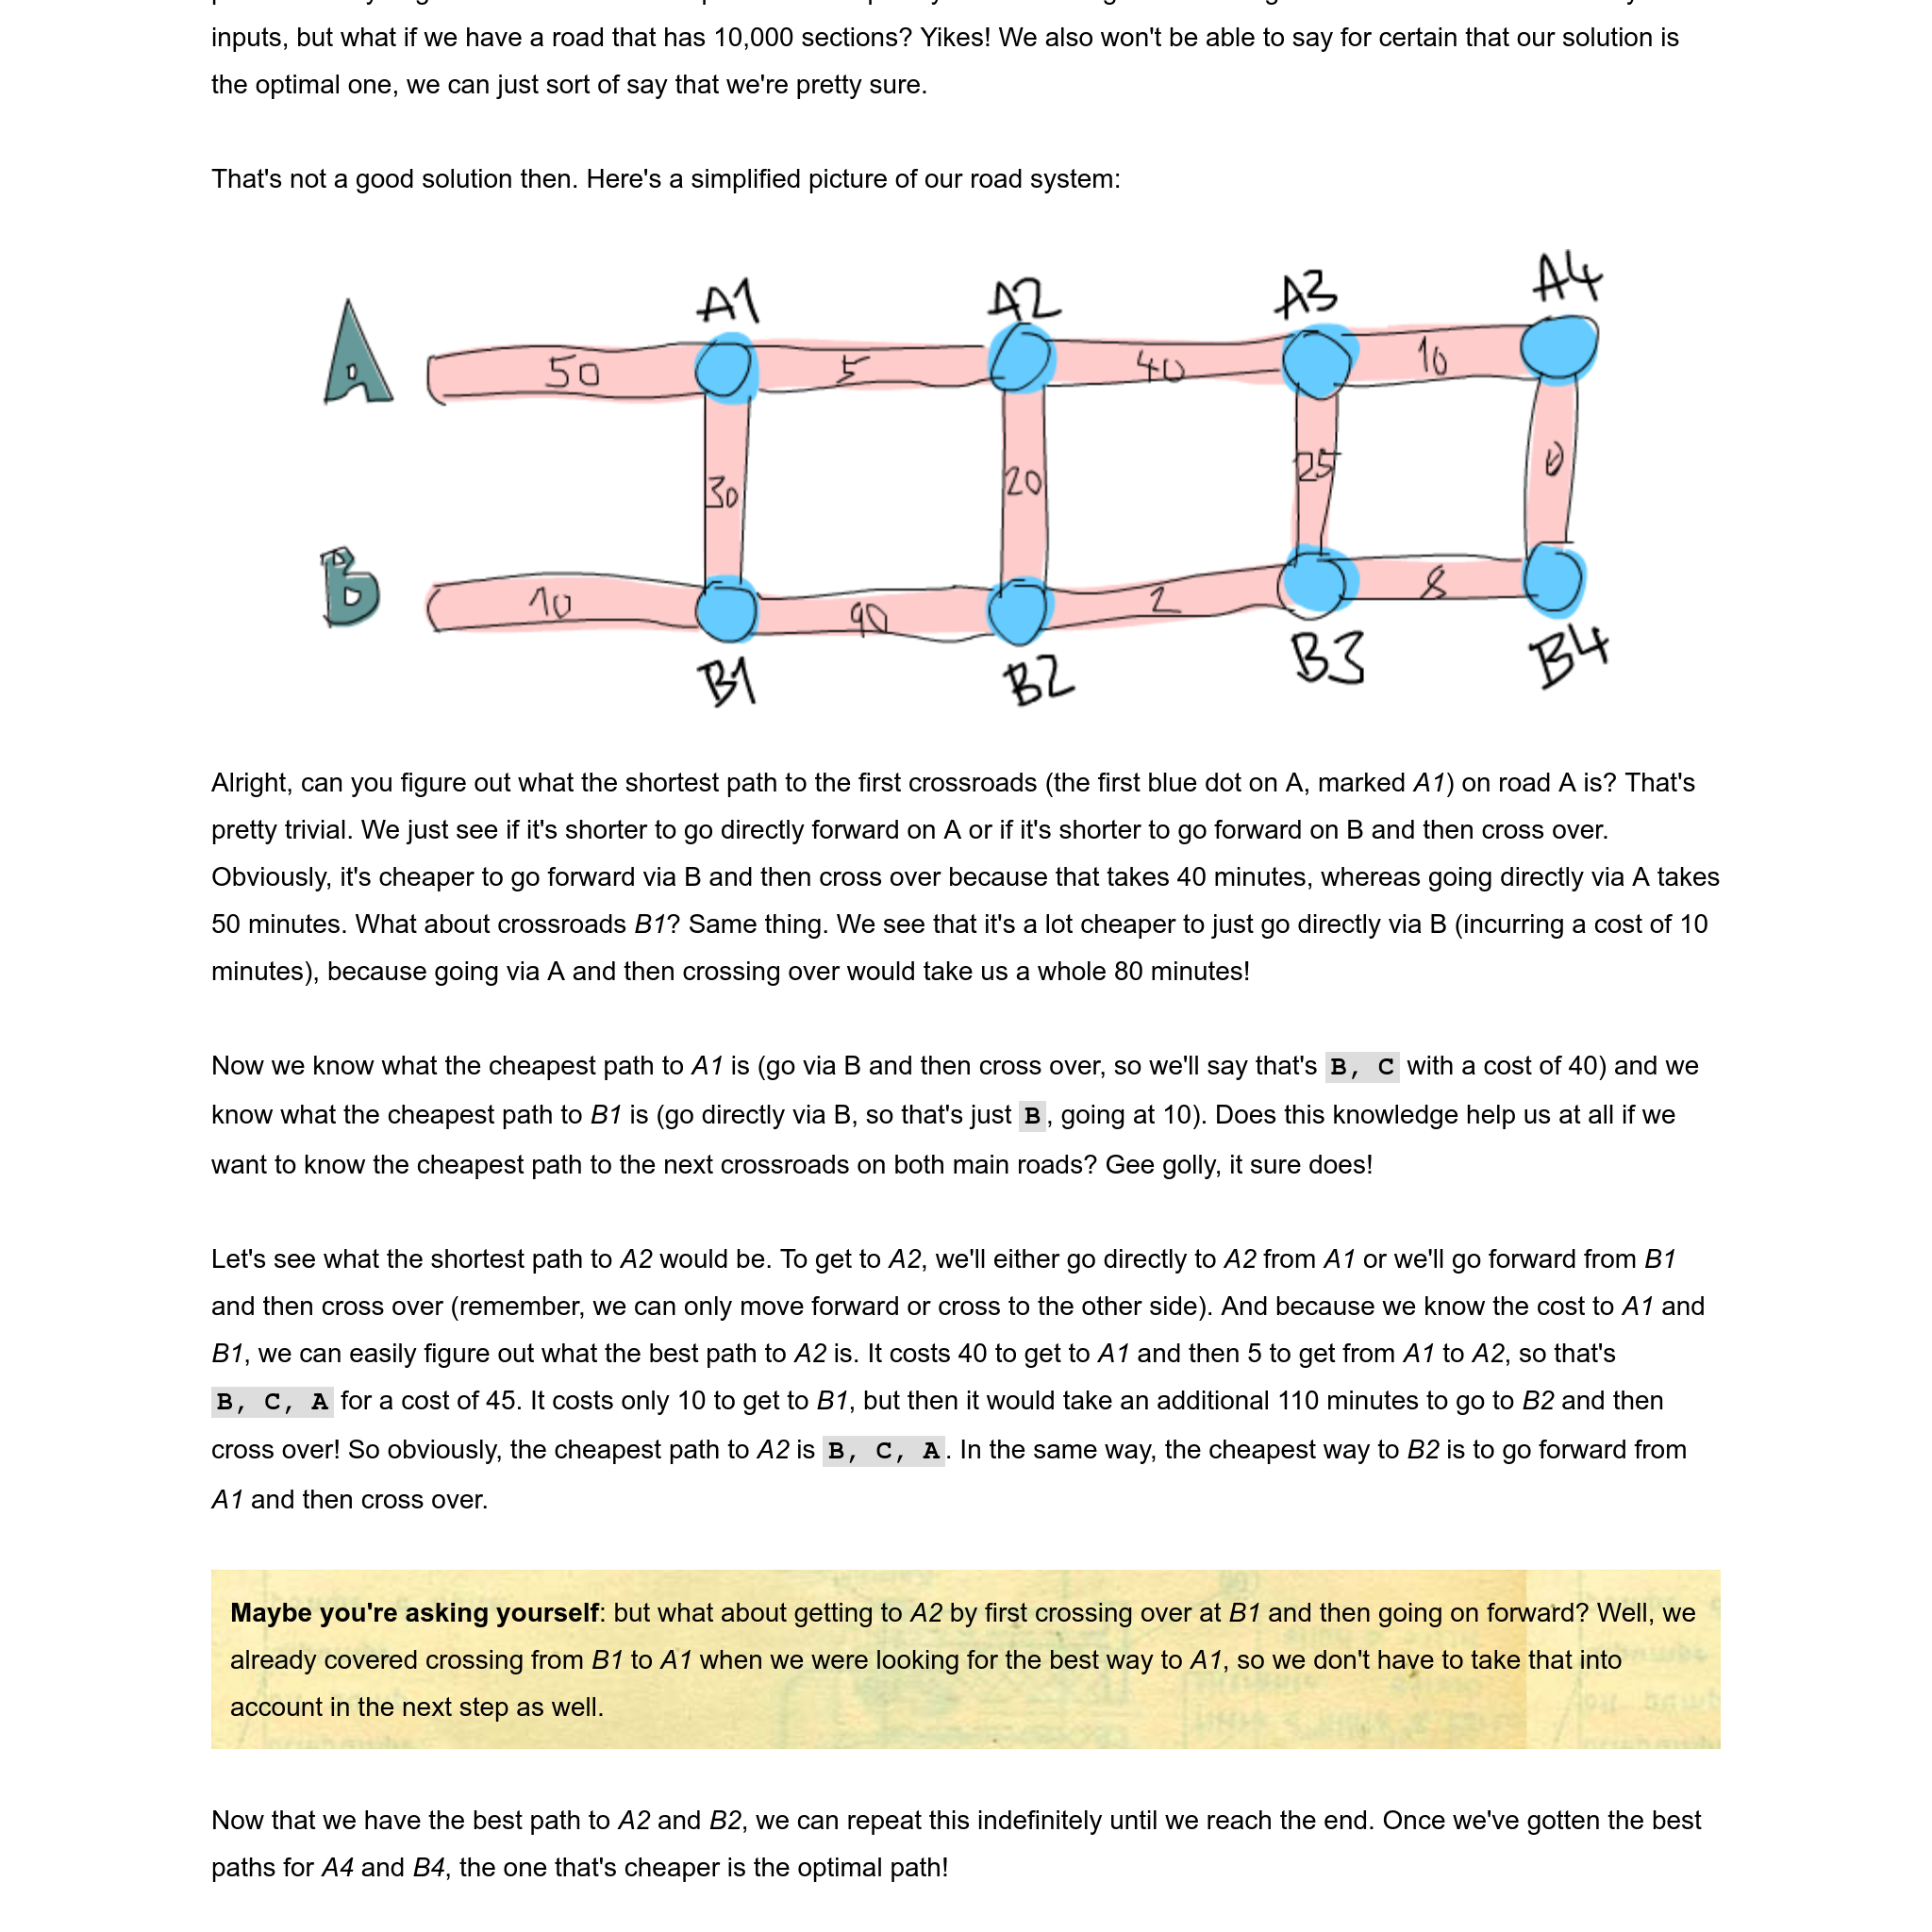 inputs, but what if we have a road that has 10,000 sections? Yikes! We also won't be able to say for certain that our solution is
the optimal one, we can just sort of say that we're pretty sure.
That's not a good solution then. Here's a simplified picture of our road system:
A1 A2 A3 A4
A 50 5 40 10
30 20 25 0
B 10 90 2 8
B1 B2 B3 B4
Alright, can you figure out what the shortest path to the first crossroads (the first blue dot on A, marked A1) on road A is? That's
pretty trivial. We just see if it's shorter to go directly forward on A or if it's shorter to go forward on B and then cross over.
Obviously, it's cheaper to go forward via B and then cross over because that takes 40 minutes, whereas going directly via A takes
50 minutes. What about crossroads B1? Same thing. We see that it's a lot cheaper to just go directly via B (incurring a cost of 10
minutes), because going via A and then crossing over would take us a whole 80 minutes!
Now we know what the cheapest path to A1 is (go via B and then cross over, so we'll say that's B, C with a cost of 40) and we
know what the cheapest path to B1 is (go directly via B, so that's just B, going at 10). Does this knowledge help us at all if we
want to know the cheapest path to the next crossroads on both main roads? Gee golly, it sure does!
Let's see what the shortest path to A2 would be. To get to A2, we'll either go directly to A2 from A1 or we'll go forward from B1
and then cross over (remember, we can only move forward or cross to the other side). And because we know the cost to A1 and
B1, we can easily figure out what the best path to A2 is. It costs 40 to get to A1 and then 5 to get from A1 to A2, so that's
B, C, A for a cost of 45. It costs only 10 to get to B1, but then it would take an additional 110 minutes to go to B2 and then
cross over! So obviously, the cheapest path to A2 is B, C, A. In the same way, the cheapest way to B2 is to go forward from
A1 and then cross over.
Maybe you're asking yourself: but what about getting to A2 by first crossing over at B1 and then going on forward? Well, we
already covered crossing from B1 to A1 when we were looking for the best way to A1, so we don't have to take that into
account in the next step as well.
Now that we have the best path to A2 and B2, we can repeat this indefinitely until we reach the end. Once we've gotten the best
paths for A4 and B4, the one that's cheaper is the optimal path!